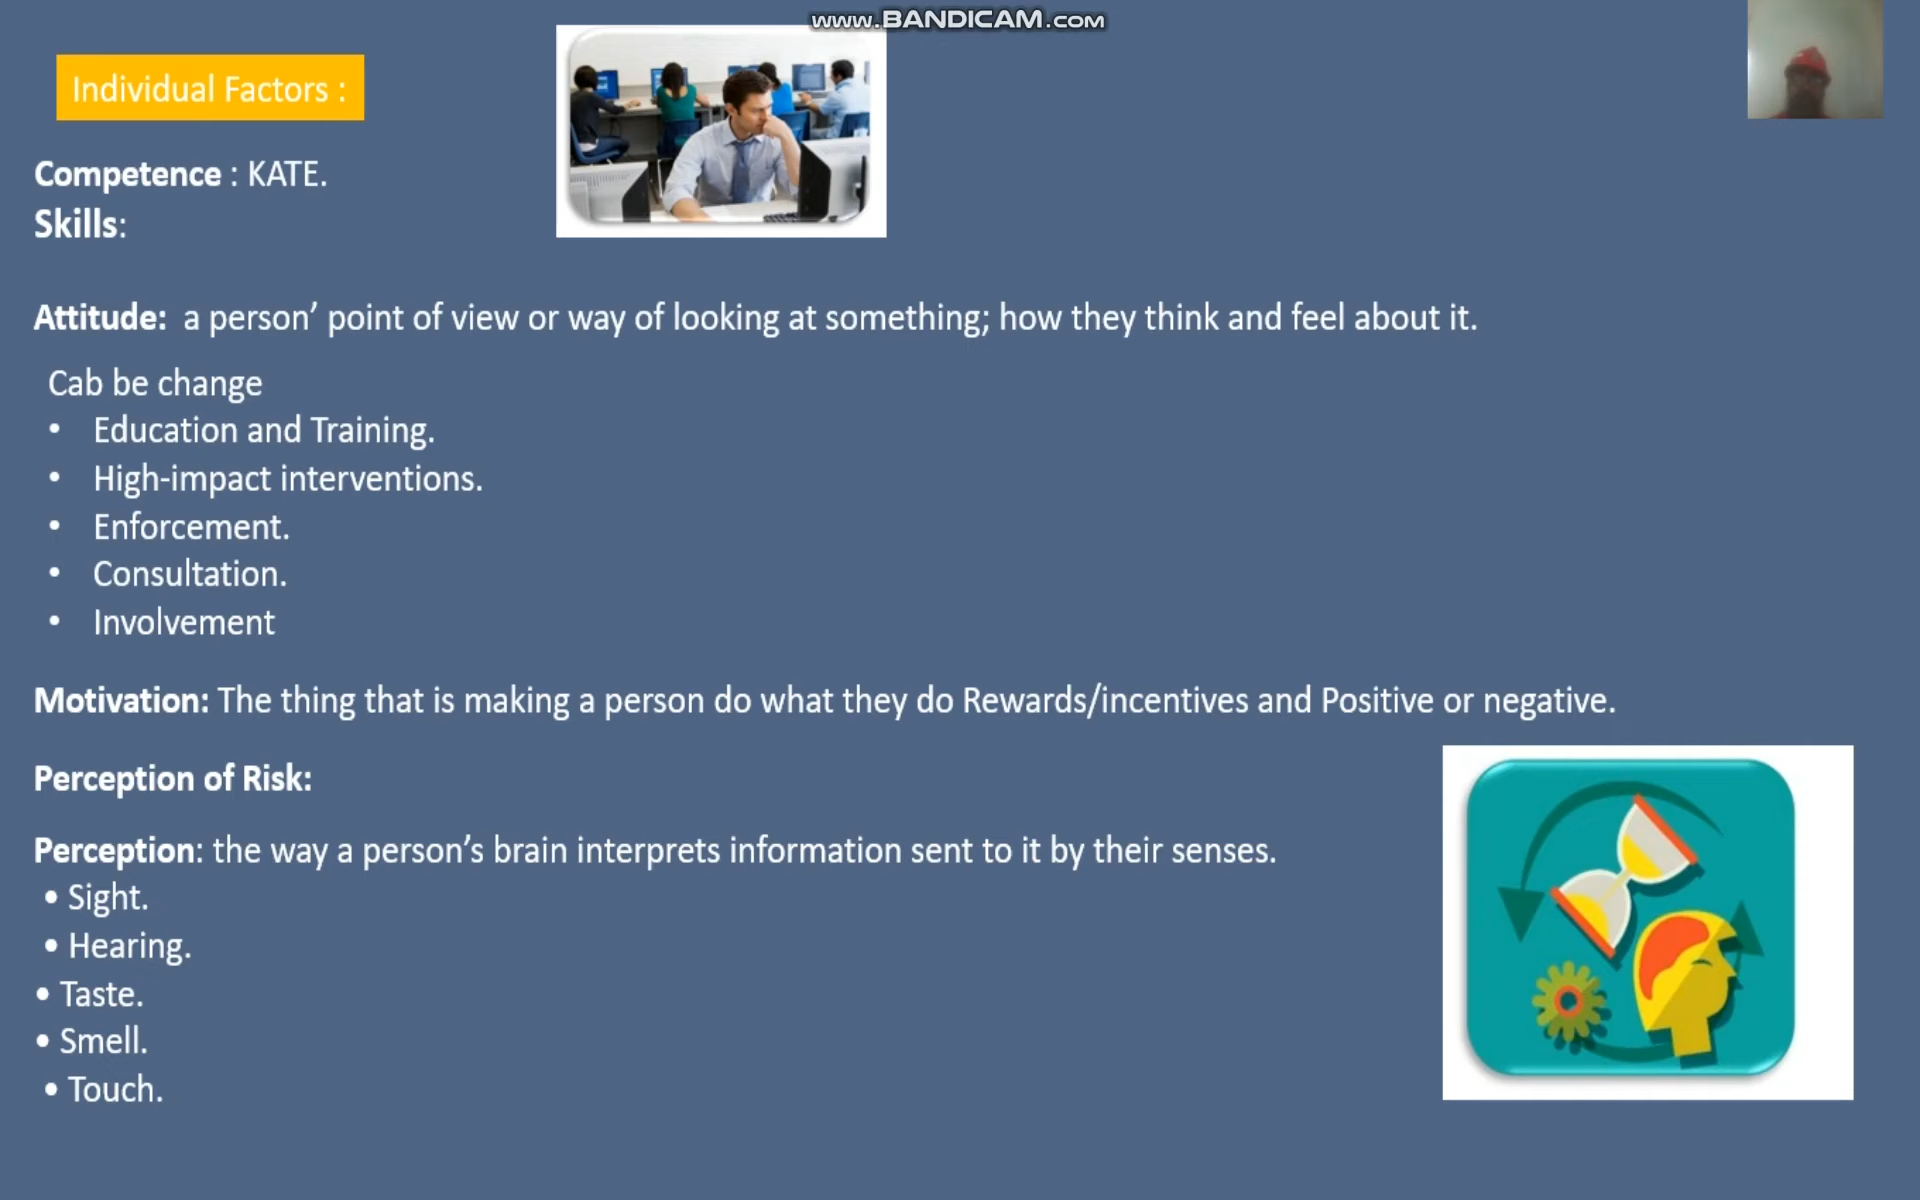 www.BANDICAM.com
Individual Factors :
Competence : KATE.
Skills:
Attitude: a person’ point of view or way of looking at something; how they think and feel about it.
Cab be change
• Education and Training.
• High-impact interventions.
• Enforcement.
• Consultation.
• Involvement
Motivation: The thing that is making a person do what they do Rewards/incentives and Positive or negative.
Perception of Risk:
Perception: the way a person’s brain interprets information sent to it by their senses.
• Sight.
• Hearing.
• Taste.
• Smell.
• Touch.